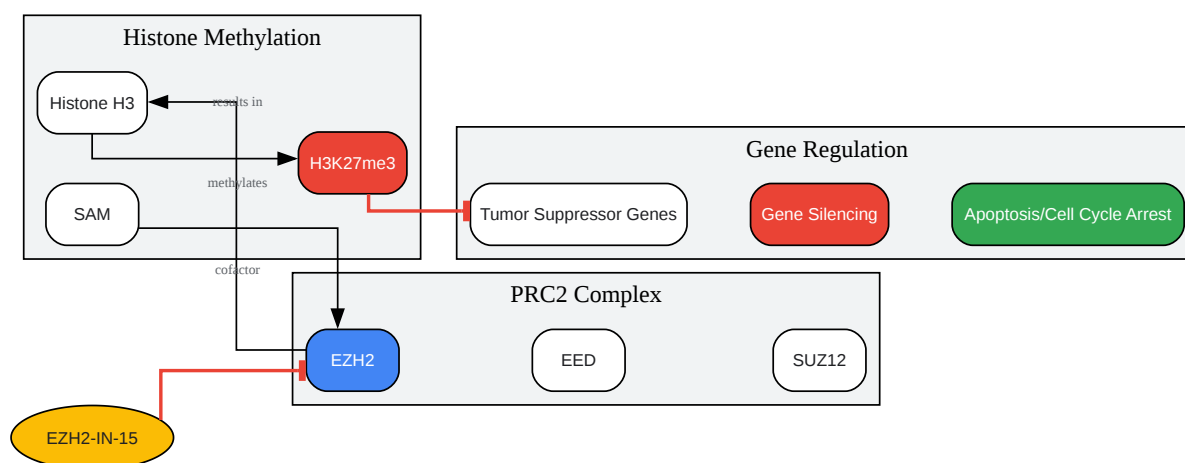 Histone Methylation
Histone H3
results in
H3K27me3
methylates
SAM
cofactor
Gene Regulation
Tumor Suppressor Genes
Gene Silencing
Apoptosis/Cell Cycle Arrest
PRC2 Complex
EZH2
EED
SUZ12
EZH2-IN-15